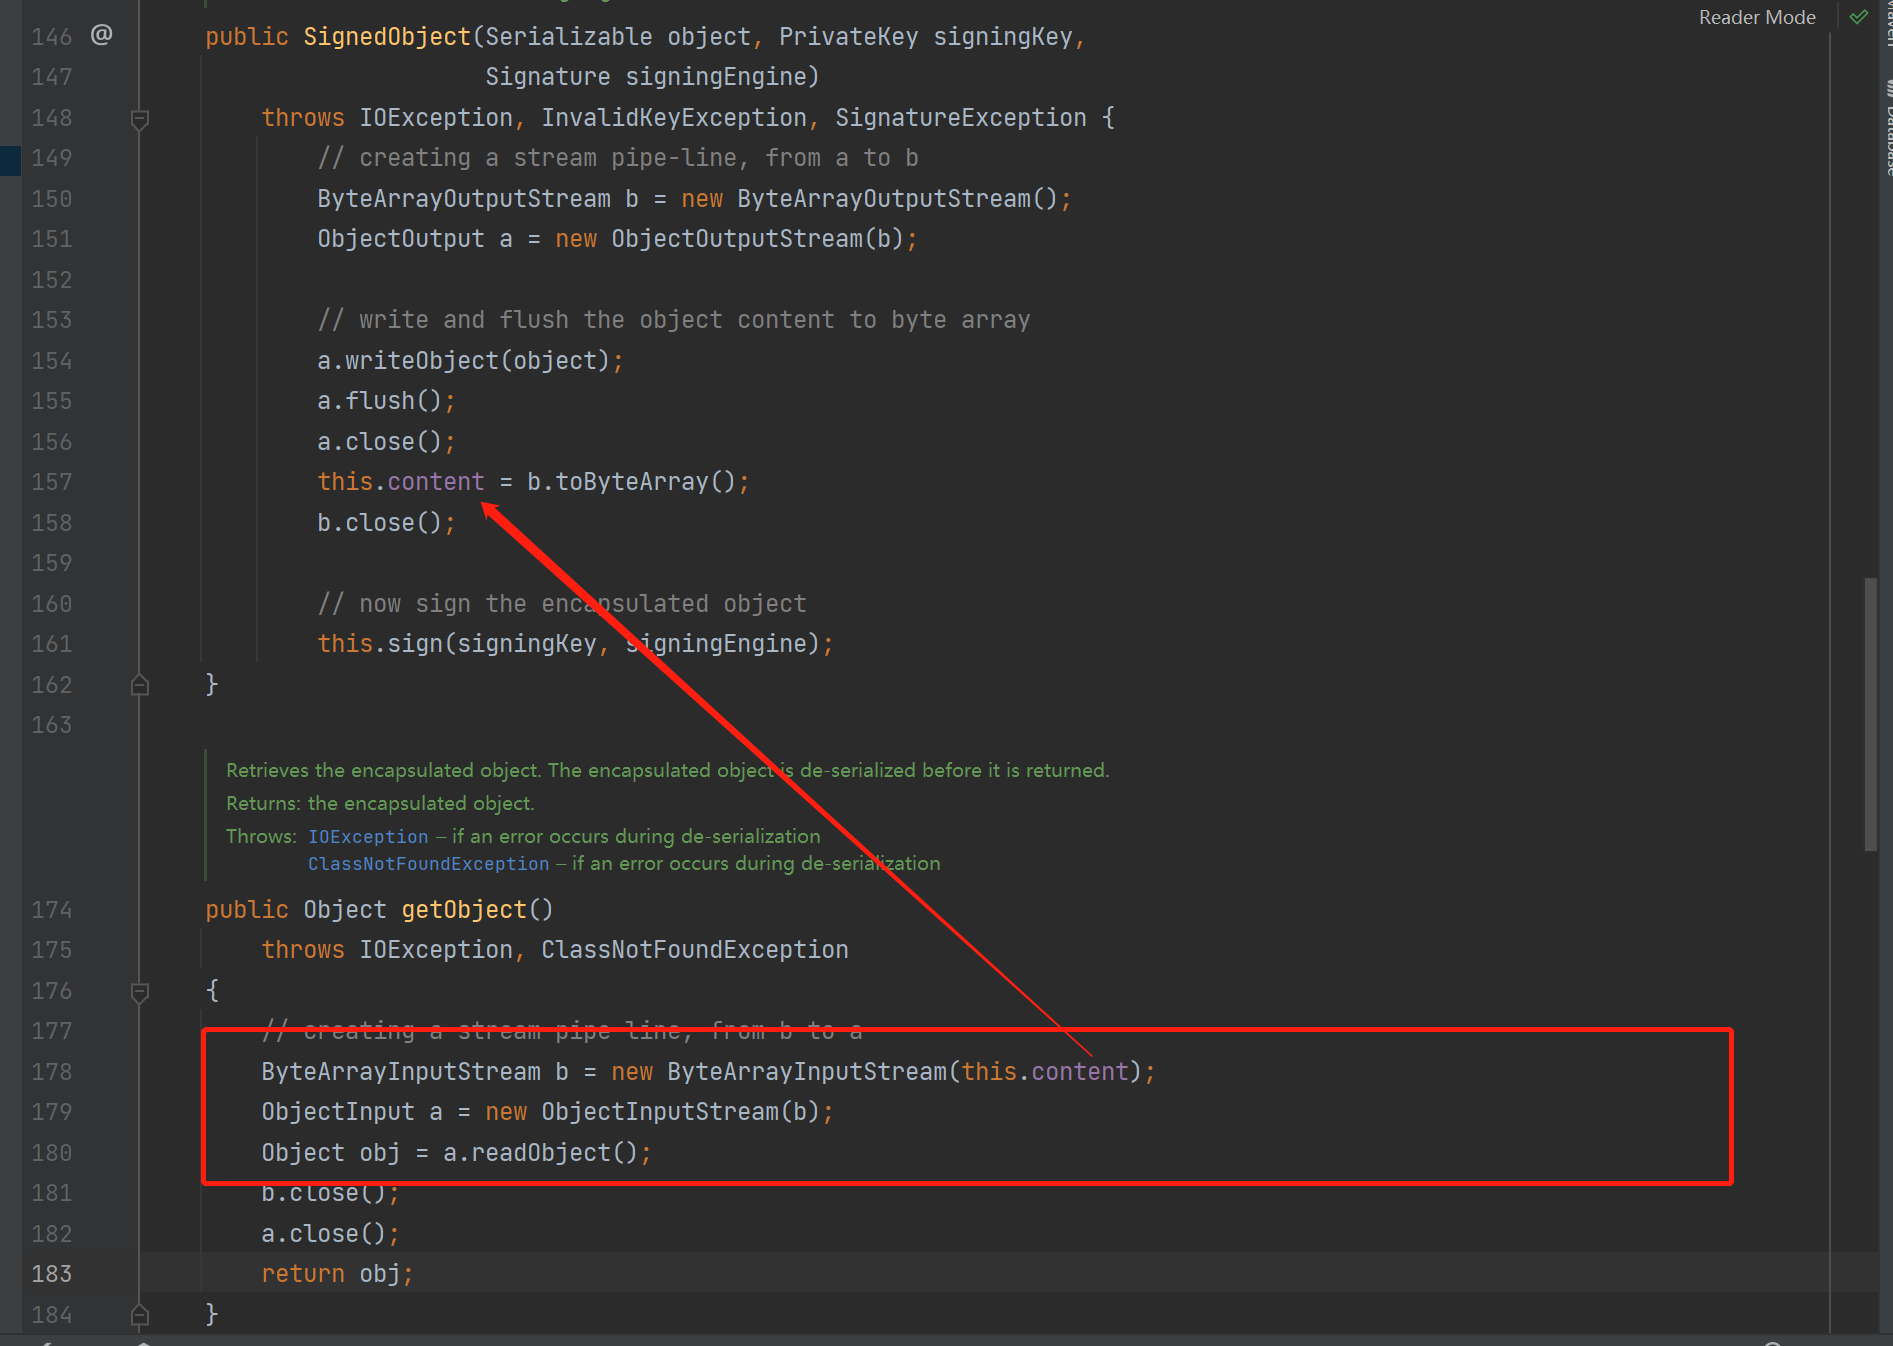 Reader Mode
146 @ public SignedObject(Serializable object, PrivateKey signingKey,
147 Signature signingEngine)
148 throws IOException, InvalidKeyException, SignatureException {
149 // creating a stream pipe-line, from a to b
150 ByteArrayOutputStream b = new ByteArrayOutputStream();
151 ObjectOutput a = new ObjectOutputStream(b);
152
153 // write and flush the object content to byte array
154 a.writeObject(object);
155 a.flush();
156 a.close();
157 this.content = b.toByteArray();
158 b.close();
159
160 // now sign the encapsulated object
161 this.sign(signingKey, signingEngine);
162 }
163
Retrieves the encapsulated object. The encapsulated object is de-serialized before it is returned.
Returns: the encapsulated object.
Throws: IOException – if an error occurs during de-serialization
ClassNotFoundException – if an error occurs during de-serialization
174 public Object getObject()
175 throws IOException, ClassNotFoundException
176 {
177 // creating a stream pipe-line, from b to a
178 ByteArrayInputStream b = new ByteArrayInputStream(this.content);
179 ObjectInput a = new ObjectInputStream(b);
180 Object obj = a.readObject();
181 b.close();
182 a.close();
183 return obj;
184 }
Database